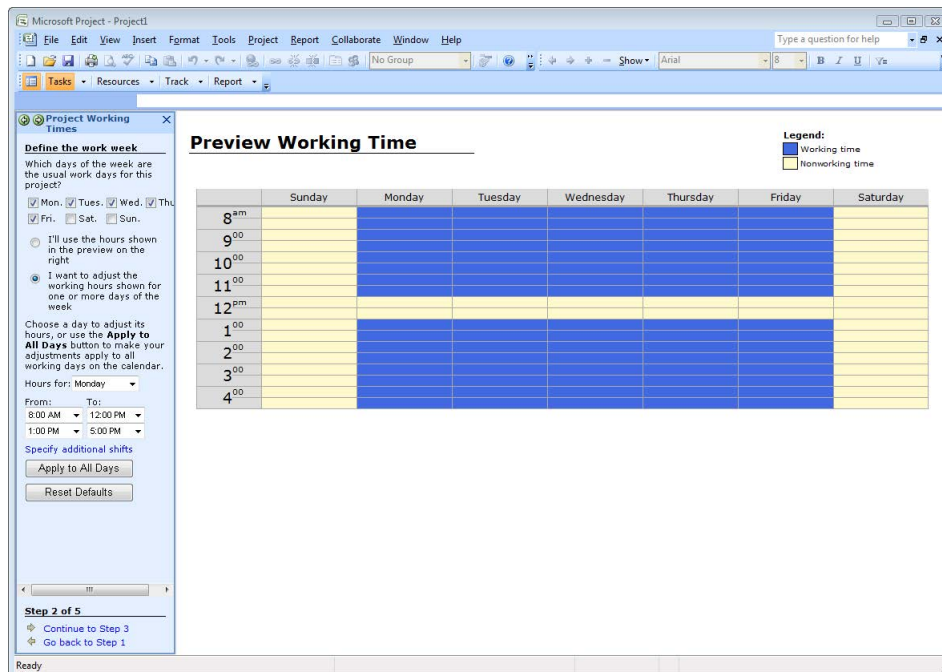 Microsoft Project - Project1
File Edit View Insert Format Tools Project Report Collaborate Window Help
Type a question for help
No Group
Show
Arial
8
B I U
Tasks Resources Track Report
Project Working
Times
Define the work week
Which days of the week are
the usual work days for this
project?
Mon. Tues. Wed. Thu
Fri. Sat. Sun.
I'll use the hours shown
in the preview on the
right
I want to adjust the
working hours shown for
one or more days of the
week
Choose a day to adjust its
hours, or use the Apply to
All Days button to make your
adjustments apply to all
working days on the calendar.
Hours for: Monday
From: To:
8:00 AM 12:00 PM
1:00 PM 5:00 PM
Specify additional shifts
Apply to All Days
Reset Defaults
Step 2 of 5
Continue to Step 3
Go back to Step 1
Preview Working Time
Legend:
Working time
Nonworking time
Sunday Monday Tuesday Wednesday Thursday Friday Saturday
8am
900
1000
1100
12pm
100
200
300
400
Ready